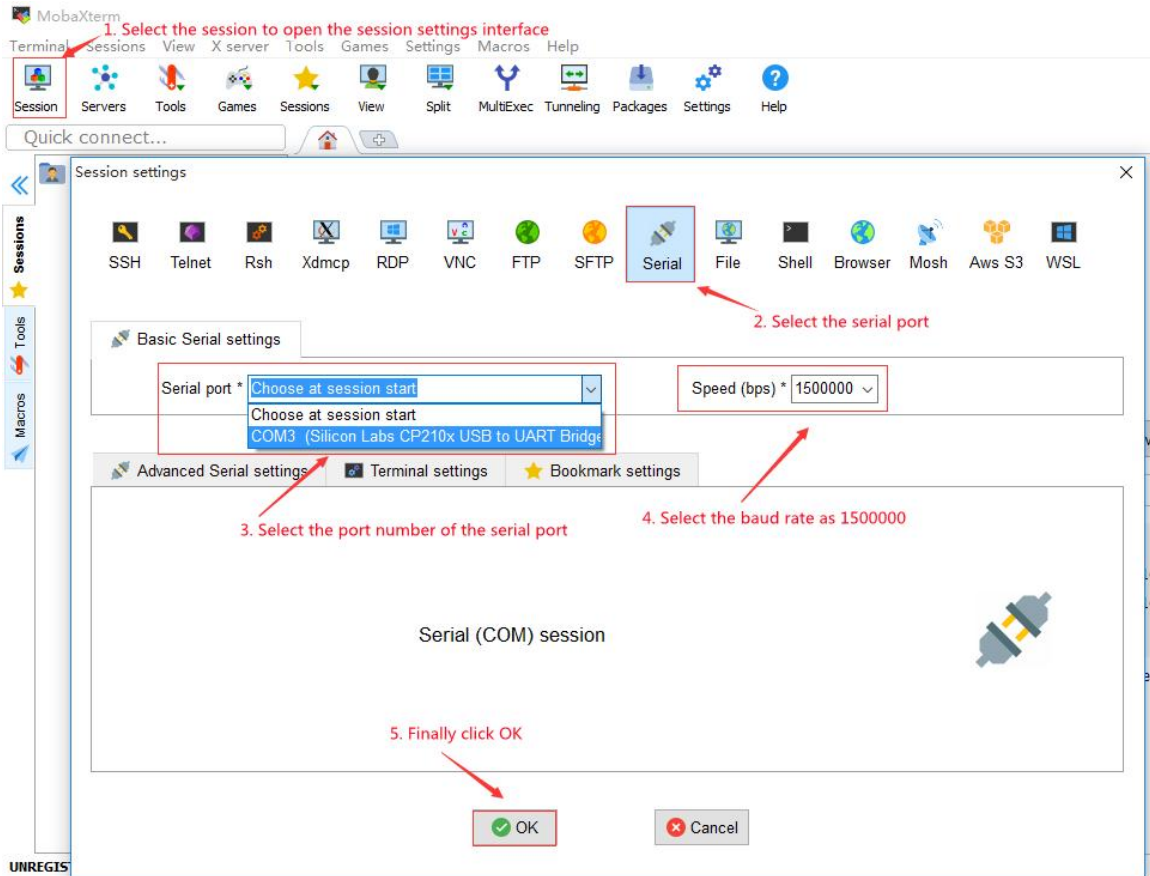 MobaXterm
1. Select the session to open the session settings interface
Terminal Sessions View X server Tools Games Settings Macros Help
Session Servers Tools Games Sessions View Split MultiExec Tunneling Packages Settings Help
Quick connect...
Session settings
Sessions
Tools
Macros
SSH Telnet Rsh Xdmcp RDP VNC FTP SFTP Serial File Shell Browser Mosh Aws S3 WSL
2. Select the serial port
Basic Serial settings
Serial port * Choose at session start Speed (bps) * 1500000
Choose at session start
COM3 (Silicon Labs CP210x USB to UART Bridge
Advanced Serial settings Terminal settings Bookmark settings
3. Select the port number of the serial port
4. Select the baud rate as 1500000
Serial (COM) session
5. Finally click OK
OK Cancel
UNREGIS